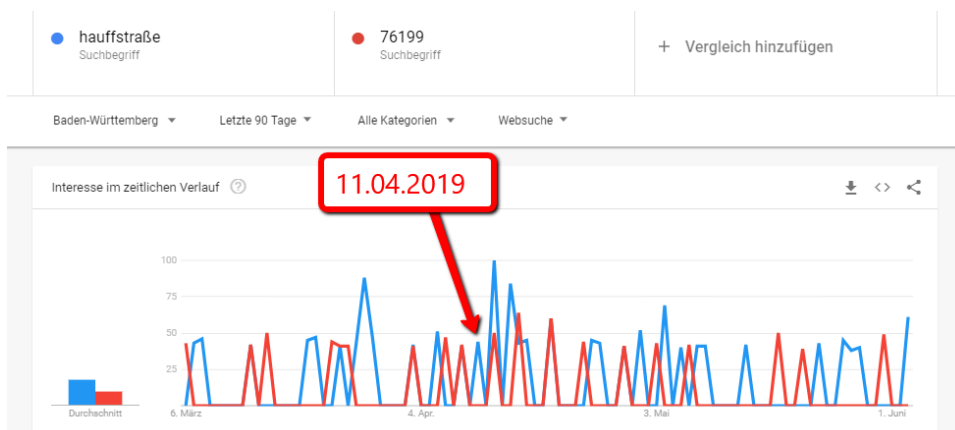 hauffstraße
Suchbegriff
76199
Suchbegriff
+ Vergleich hinzufügen
Baden-Württemberg
Letzte 90 Tage
Alle Kategorien
Websuche
Interesse im zeitlichen Verlauf ?
11.04.2019
100
75
50
25
Durchschnitt
6. März
4. Apr.
3. Mai
1. Juni